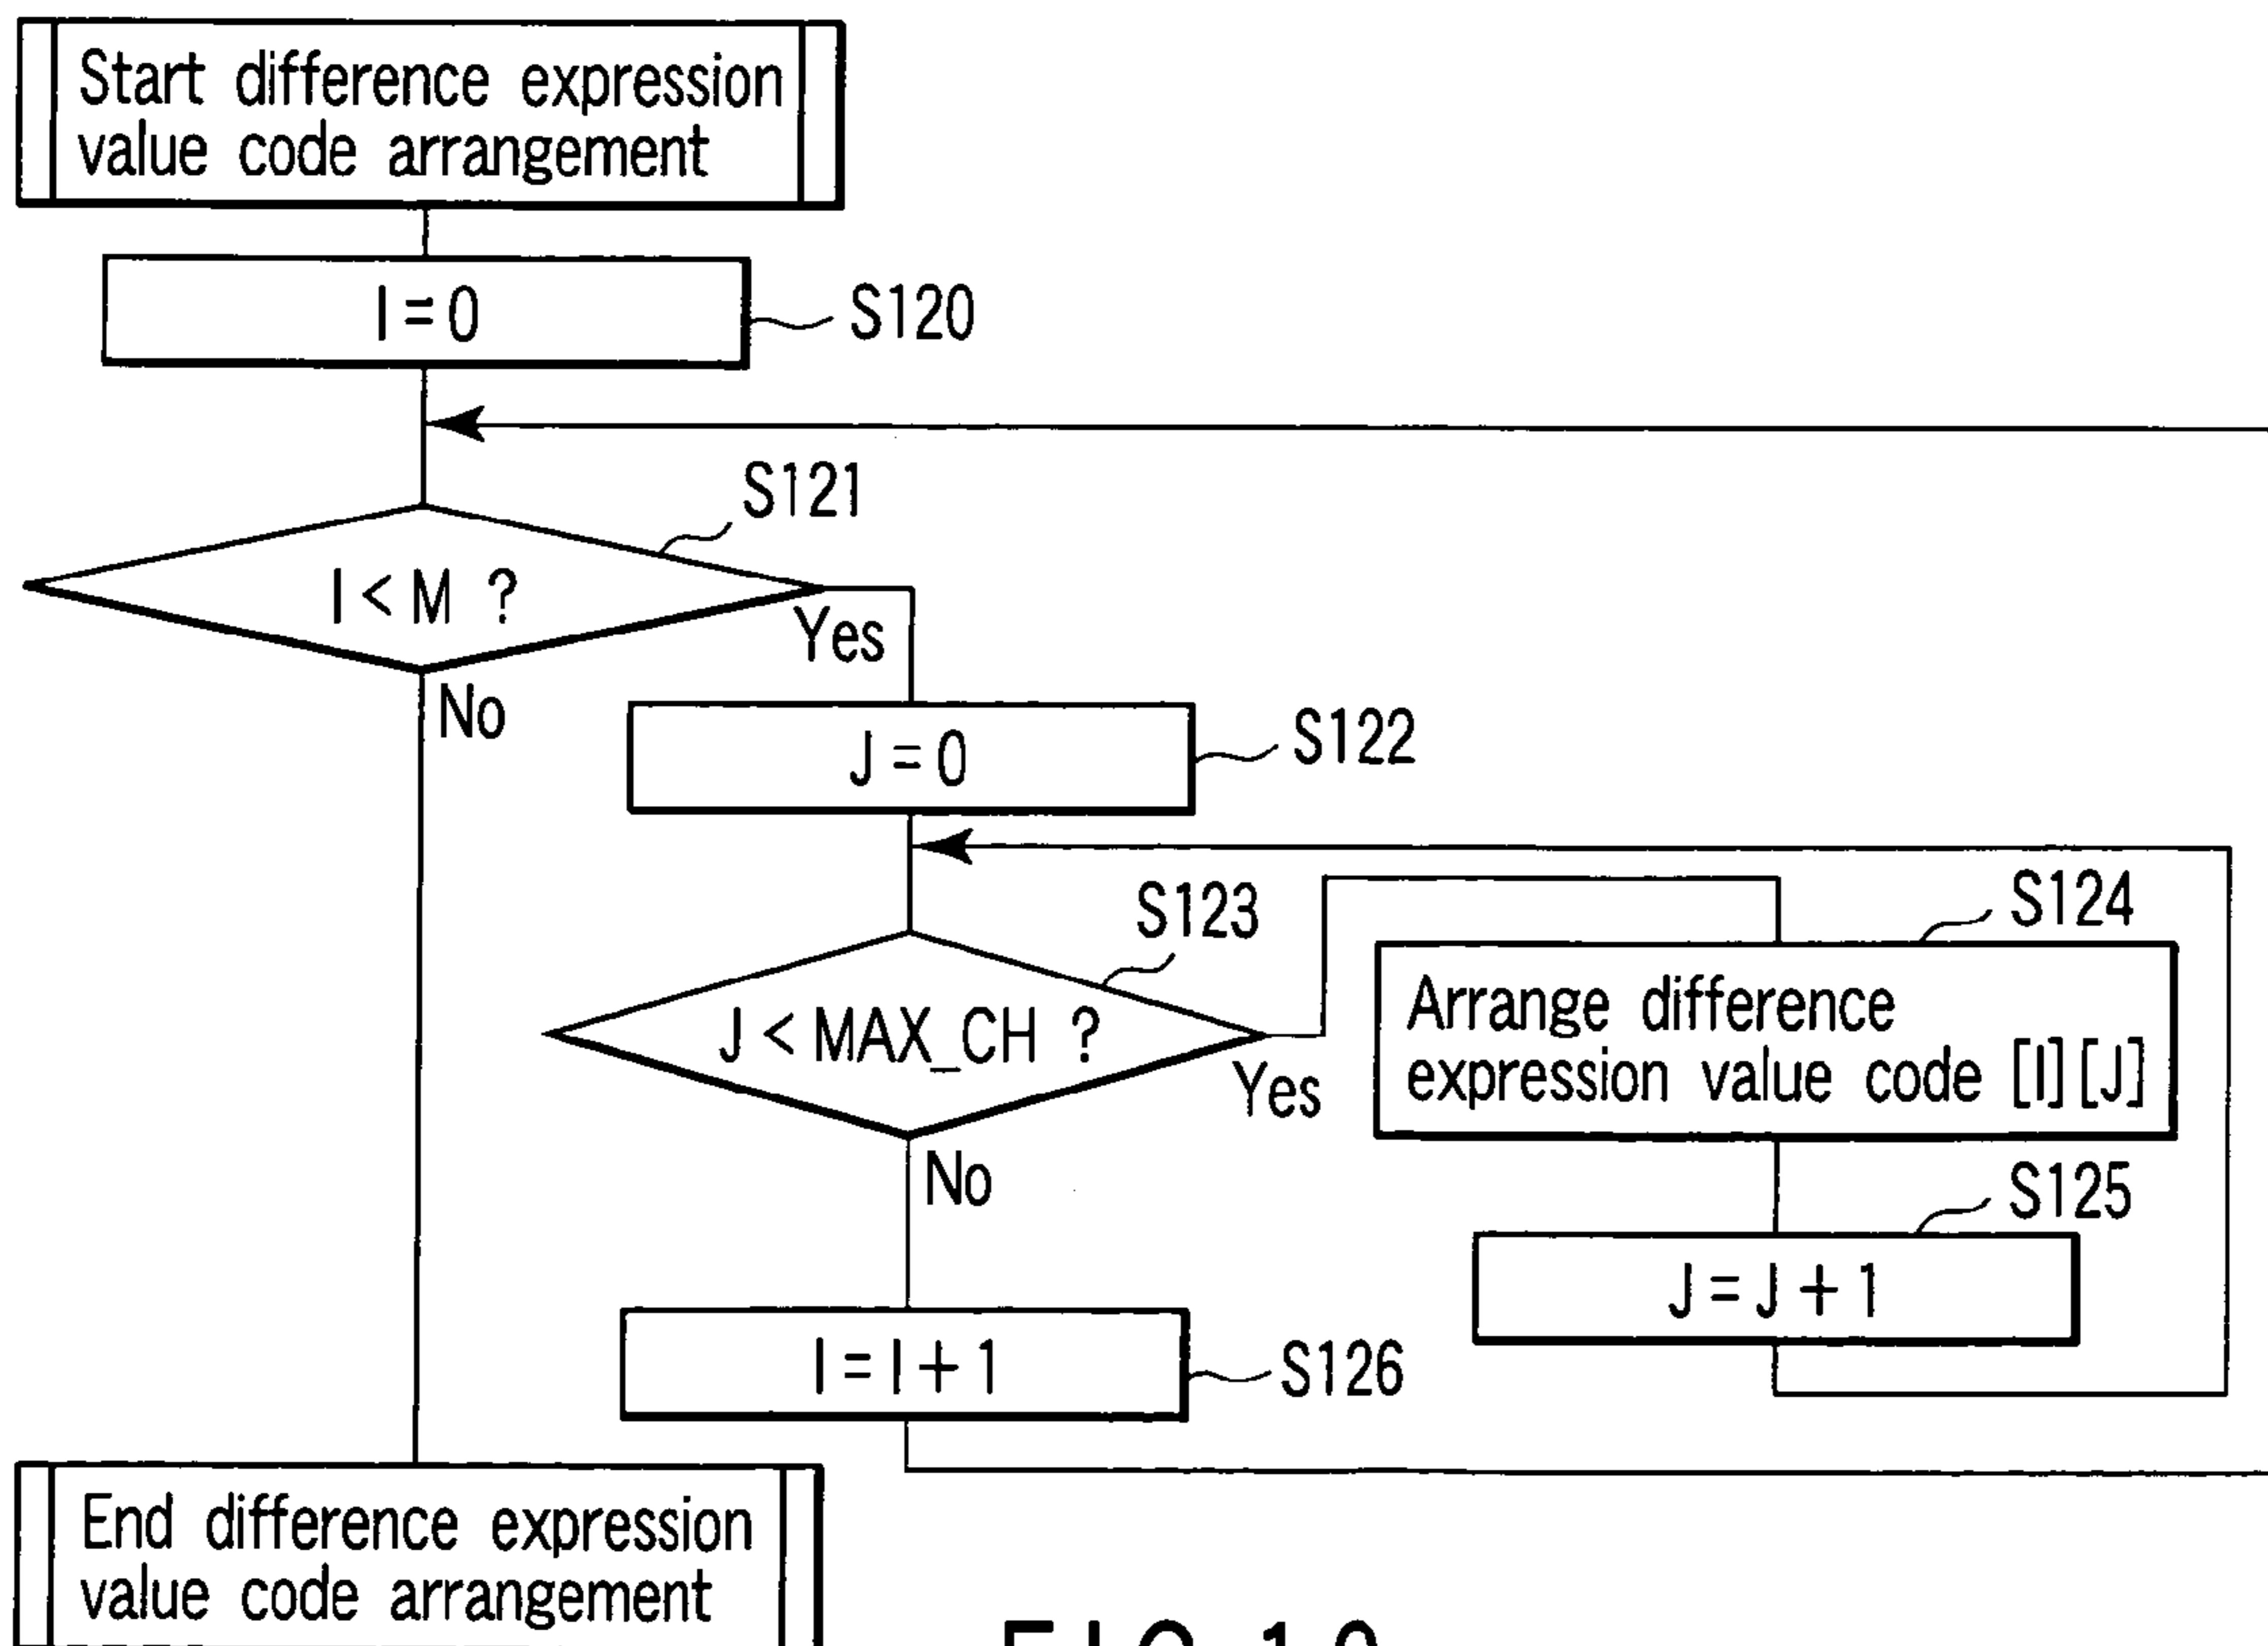 Start difference expression
value code arrangement
I = 0
S120
S121
I < M ?
Yes
No
J = 0
S122
S123
J < MAX_CH ?
Yes
No
S124
Arrange difference
expression value code [I][J]
S125
J = J + 1
I = I + 1
S126
End difference expression
value code arrangement